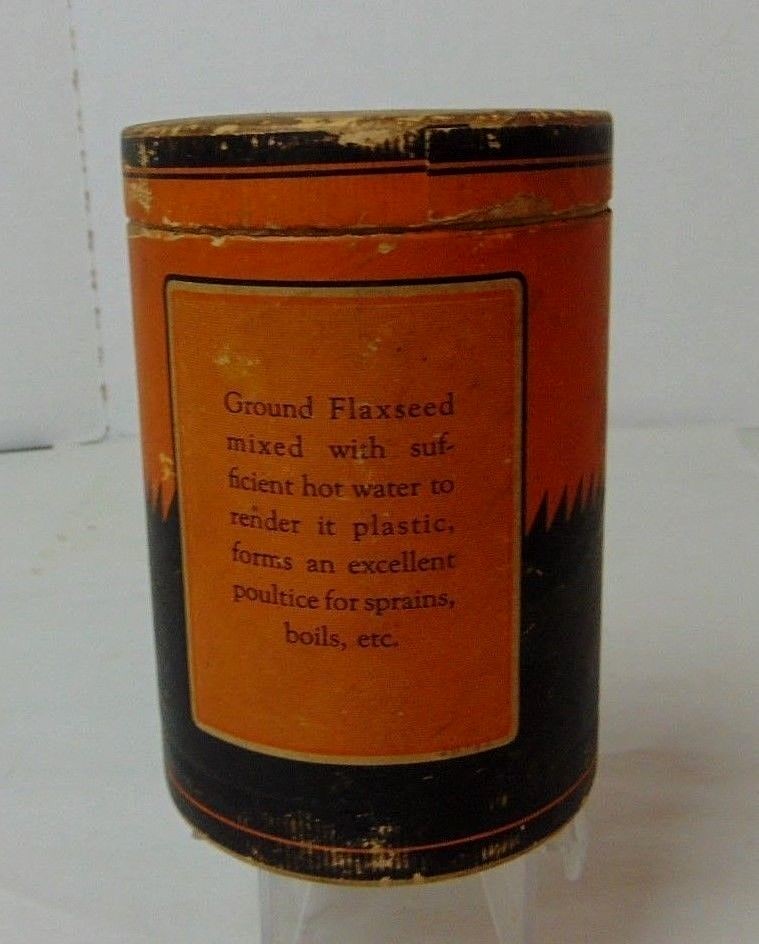 Ground Flaxseed
mixed with suf-
ficient hot water to
render it plastic,
forms an excellent
poultice for sprains,
boils, etc.